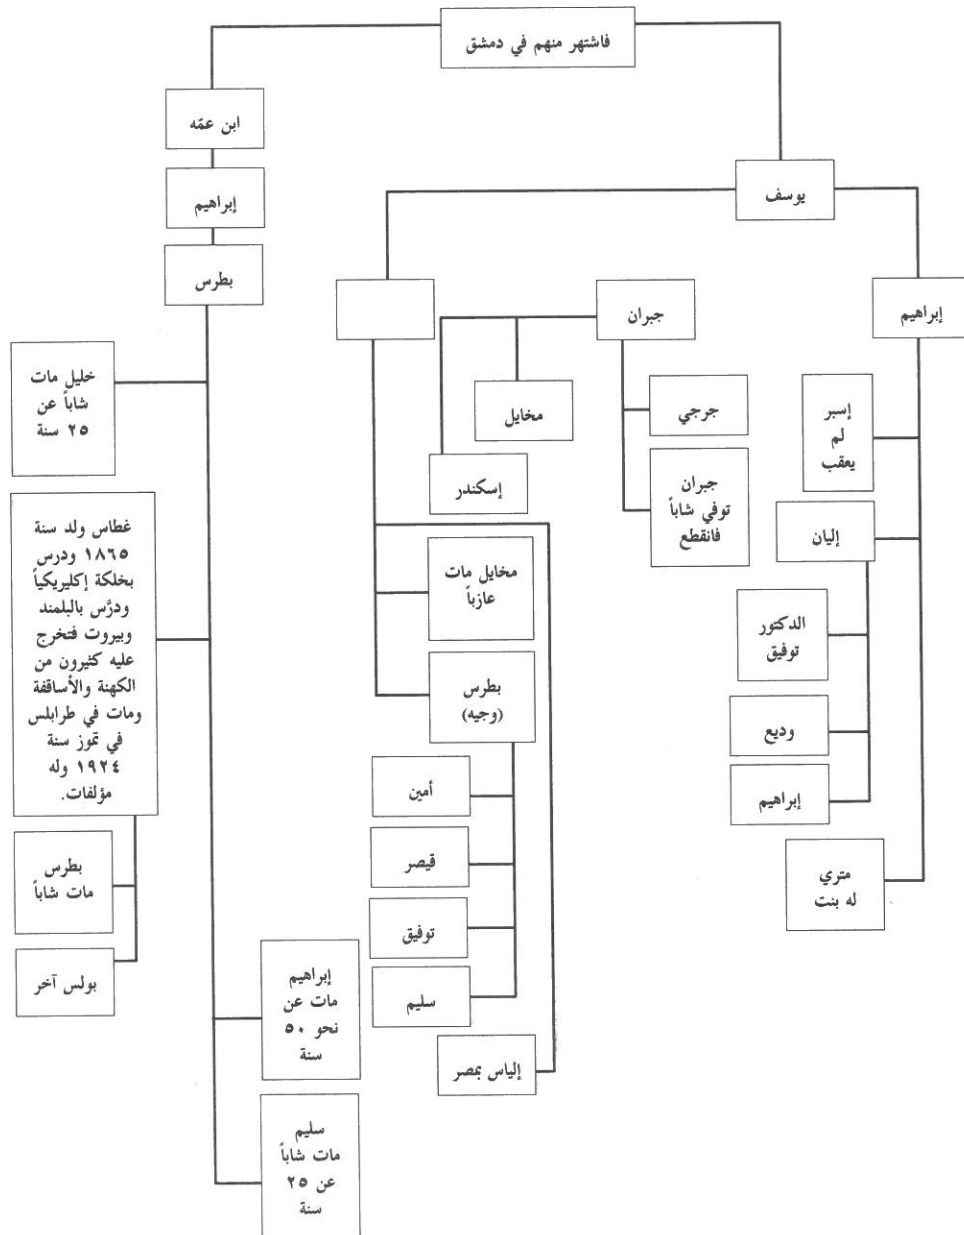 فاشتهر منهم في دمشق
يوسف
إبراهيم
إسبر
لم
يعقب
إليان
الدكتور
توفيق
وديع
إبراهيم
متري
له بنت
جبران
جرجي
جبران
توفي شاباً
فانقطع
مخايل
إسكندر
مخايل مات
عازباً
بطرس
(وجيه)
أمين
قيصر
توفيق
سليم
إلياس بمصر
ابن عمّه
إبراهيم
بطرس
خليل مات
شاباً عن
٢٥ سنة
غطاس ولد سنة
١٨٦٥ ودرس
بخلكة إكليريكياً
ودرَّس بالبلمند
وبيروت فتخرج
عليه كثيرون من
الكهنة والأساقفة
ومات في طرابلس
في تموز سنة
١٩٢٤ وله
مؤلفات.
بطرس
مات شاباً
بولس آخر
إبراهيم
مات عن
نحو ٥٠
سنة
سليم
مات شاباً
عن ٢٥
سنة